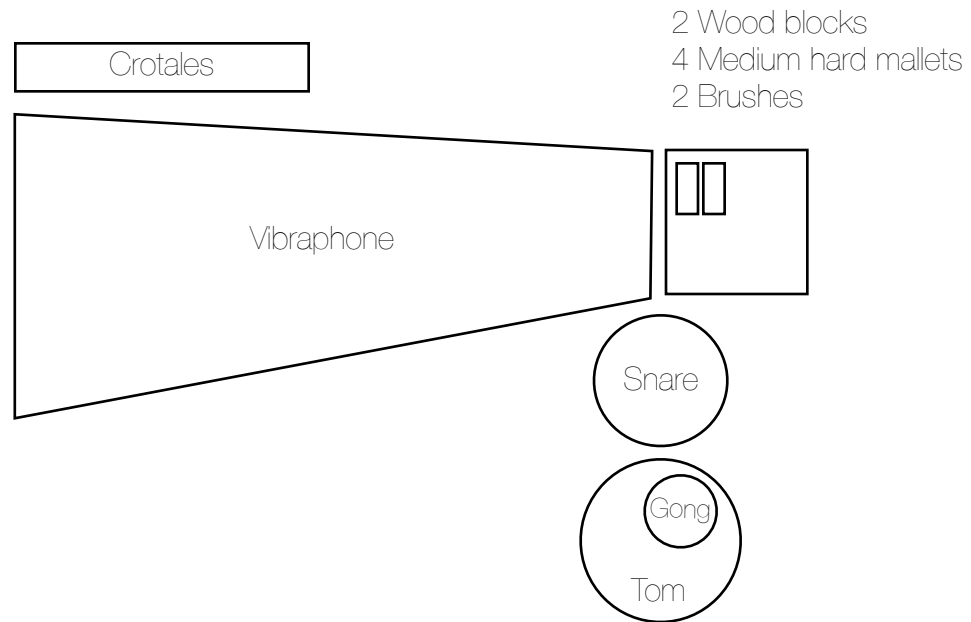 2 Wood blocks
4 Medium hard mallets
2 Brushes
Crotales
Vibraphone
Snare
Gong
Tom